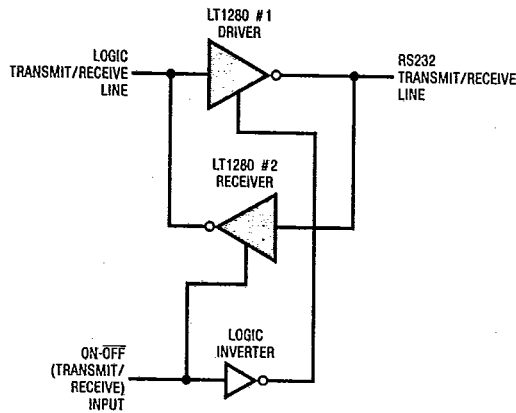 LT1280 #1
DRIVER
LOGIC
TRANSMIT/RECEIVE
LINE
RS232
TRANSMIT/RECEIVE
LINE
LT1280 #2
RECEIVER
LOGIC
INVERTER
ON-OFF
(TRANSMIT/
RECEIVE)
INPUT